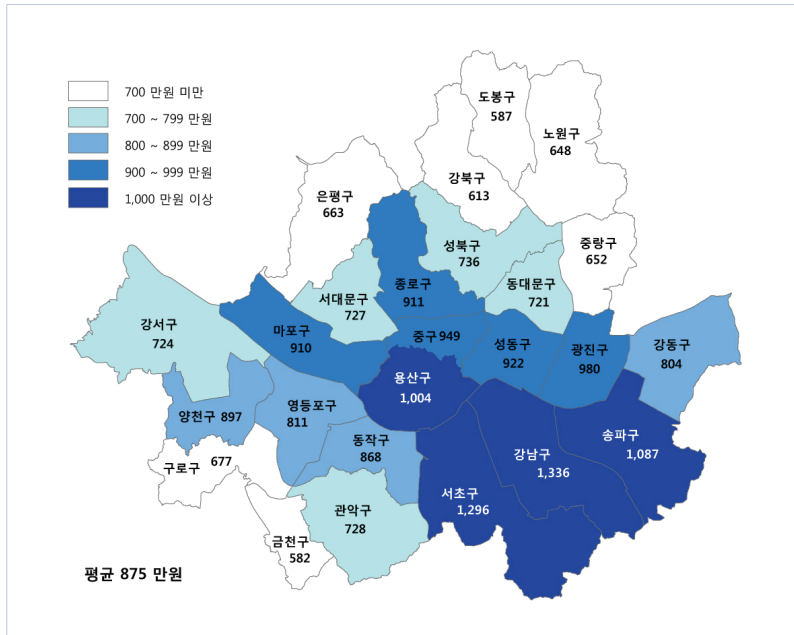 700 만원 미만
700 ~ 799 만원
800 ~ 899 만원
900 ~ 999 만원
1,000 만원 이상
도봉구
587
노원구
648
강북구
613
은평구
663
성북구
736
중랑구
652
동대문구
721
종로구
911
서대문구
727
강서구
724
마포구
910
중구 949
성동구
922
광진구
980
강동구
804
용산구
1,004
양천구 897
영등포구
811
동작구
868
송파구
1,087
강남구
1,336
구로구 677
서초구
1,296
관악구
728
금천구
582
평균 875 만원